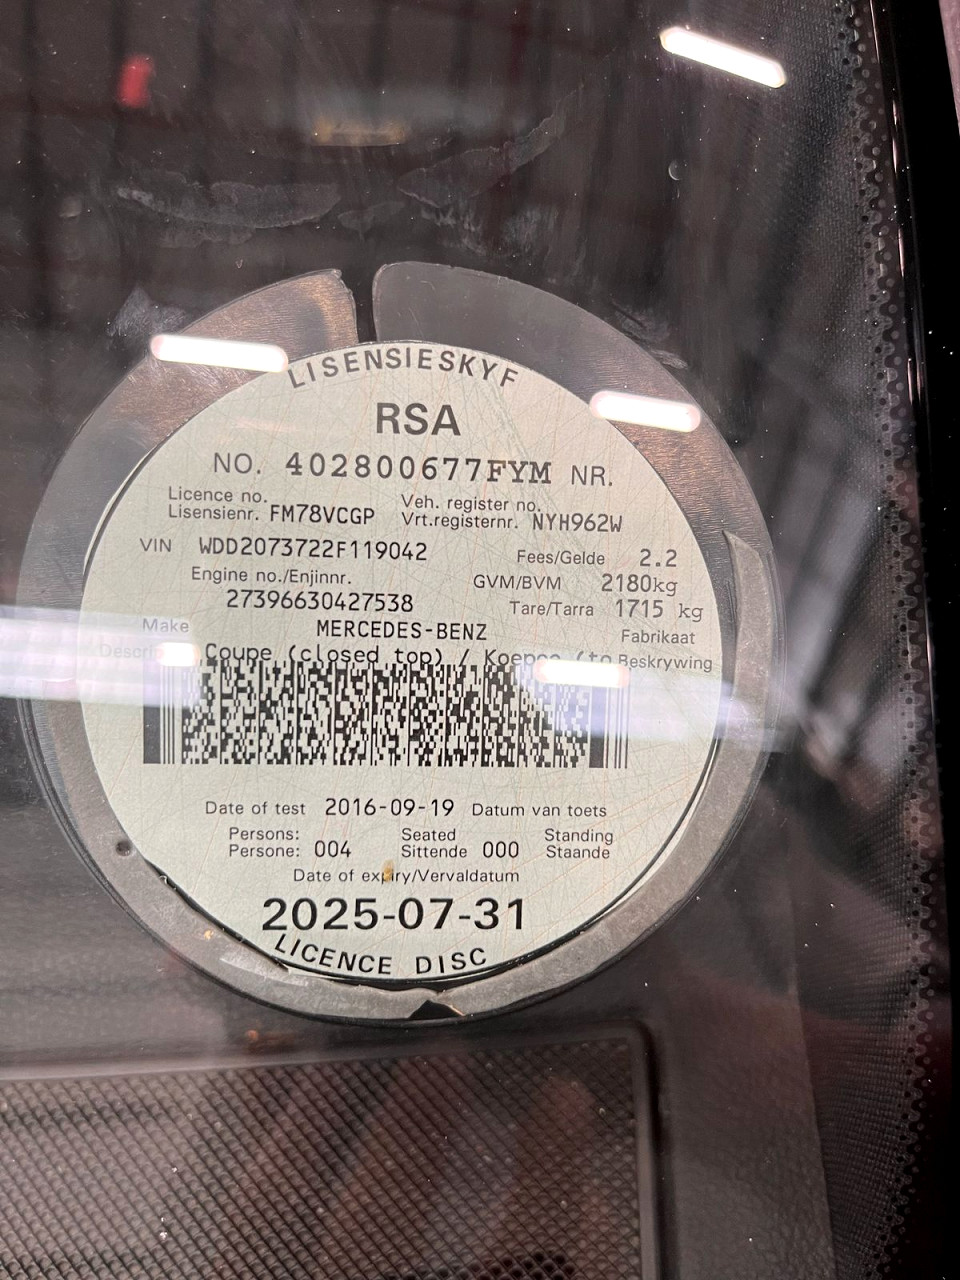 LISENSIESKYF
RSA
NO. 402800677FYM NR.
Licence no. Veh. register no.
Lisensienr. FM78VCGP Vrt.registernr. NYH962W
VIN WDD2073722F119042 Fees/Gelde 2.2
Engine no./Enjinnr. GVM/BVM 2180kg
27396630427538 Tare/Tarra 1715 kg
Make MERCEDES-BENZ Fabrikaat
Coupe (closed top) / (to Beskrywing
Date of test 2016-09-19 Datum van toets
Persons: Seated Standing
Persone: 004 Sittende 000 Staande
Date of expiry/Vervaldatum
2025-07-31
LICENCE DISC